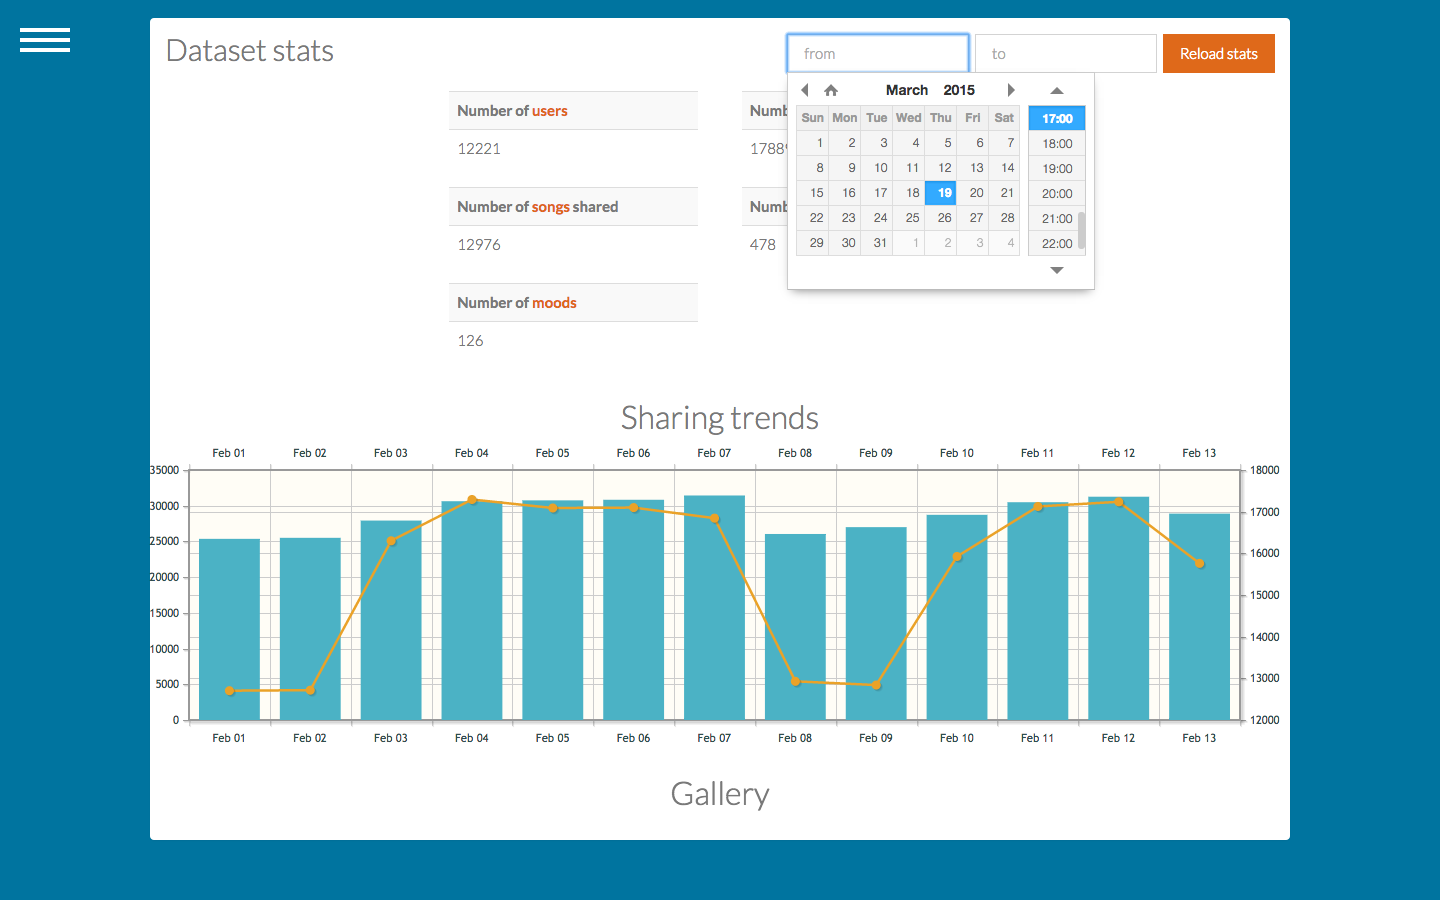 Dataset stats
from
to
Reload stats
Number of users
12221
Number of songs shared
12976
Number of moods
126
478
March 2015
Sun Mon Tue Wed Thu Fri Sat
1 2 3 4 5 6 7
8 9 10 11 12 13 14
15 16 17 18 19 20 21
22 23 24 25 26 27 28
29 30 31 1 2 3 4
17:00
18:00
19:00
20:00
21:00
22:00
Sharing trends
Feb 01 Feb 02 Feb 03 Feb 04 Feb 05 Feb 06 Feb 07 Feb 08 Feb 09 Feb 10 Feb 11 Feb 12 Feb 13
35000
30000
25000
20000
15000
10000
5000
0
18000
17000
16000
15000
14000
13000
12000
Feb 01 Feb 02 Feb 03 Feb 04 Feb 05 Feb 06 Feb 07 Feb 08 Feb 09 Feb 10 Feb 11 Feb 12 Feb 13
Gallery